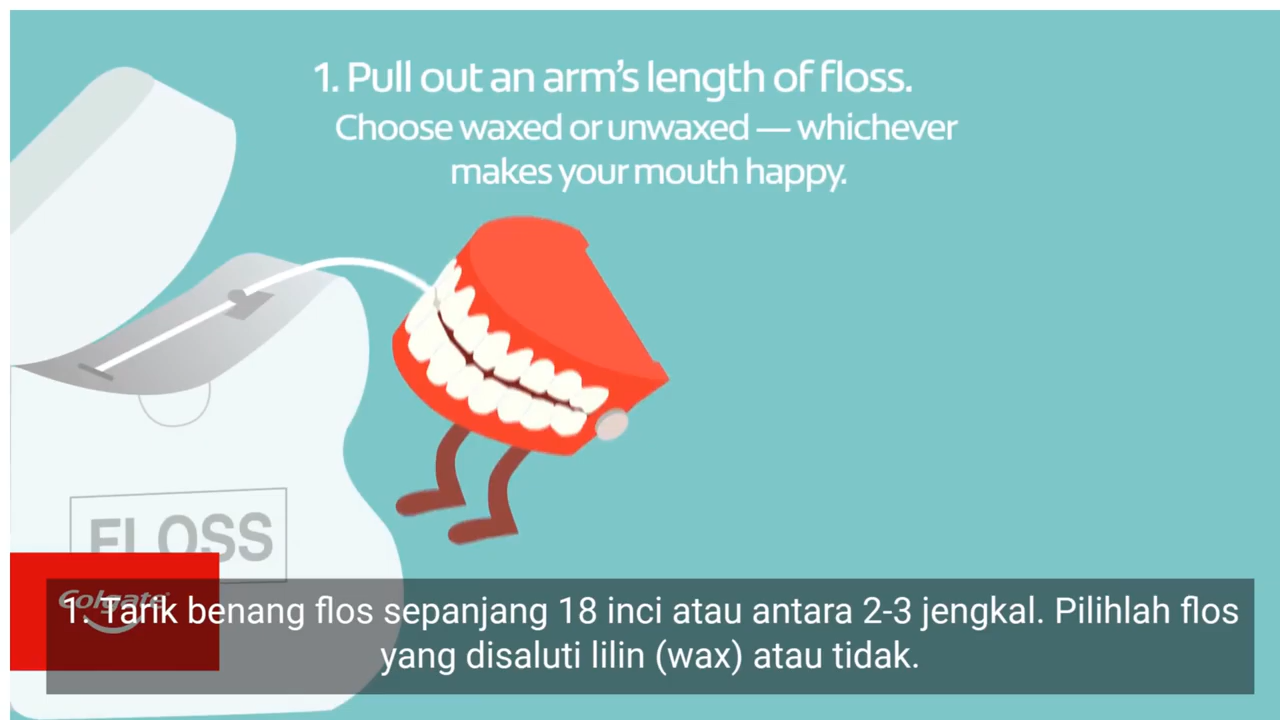 1. Pull out an arm's length of floss.
Choose waxed or unwaxed — whichever
makes your mouth happy.
FLOSS
Colgate
1. Tarik benang flos sepanjang 18 inci atau antara 2-3 jengkal. Pilihlah flos
yang disaluti lilin (wax) atau tidak.